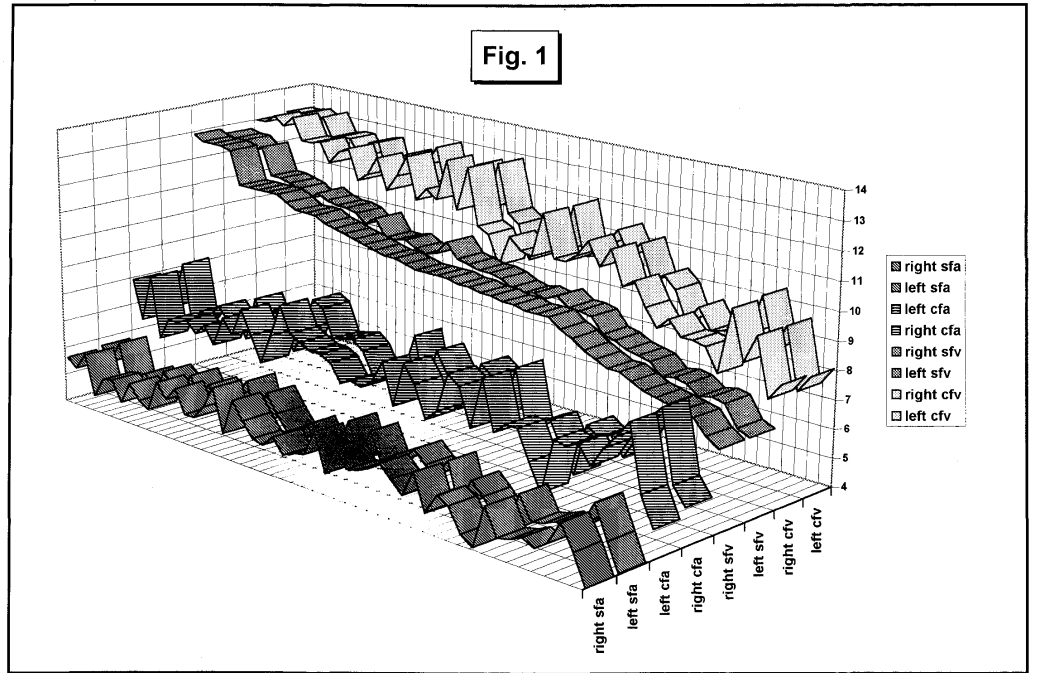 Fig. 1
14
13
12
11
10
9
8
7
6
5
4
right sfa
left sfa
left cfa
right cfa
right sfv
left sfv
right cfv
left cfv
right sfa
left sfa
left cfa
right cfa
right sfv
left sfv
right cfv
left cfv